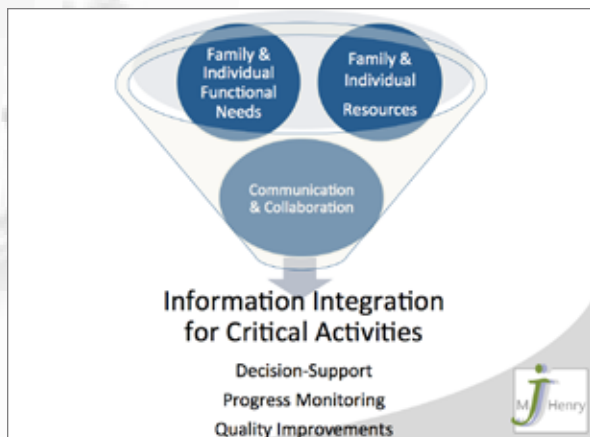 Family &
Individual
Functional
Needs
Family &
Individual
Resources
Communication
& Collaboration
Information Integration
for Critical Activities
Decision-Support
Progress Monitoring
Quality Improvements
M J Henry